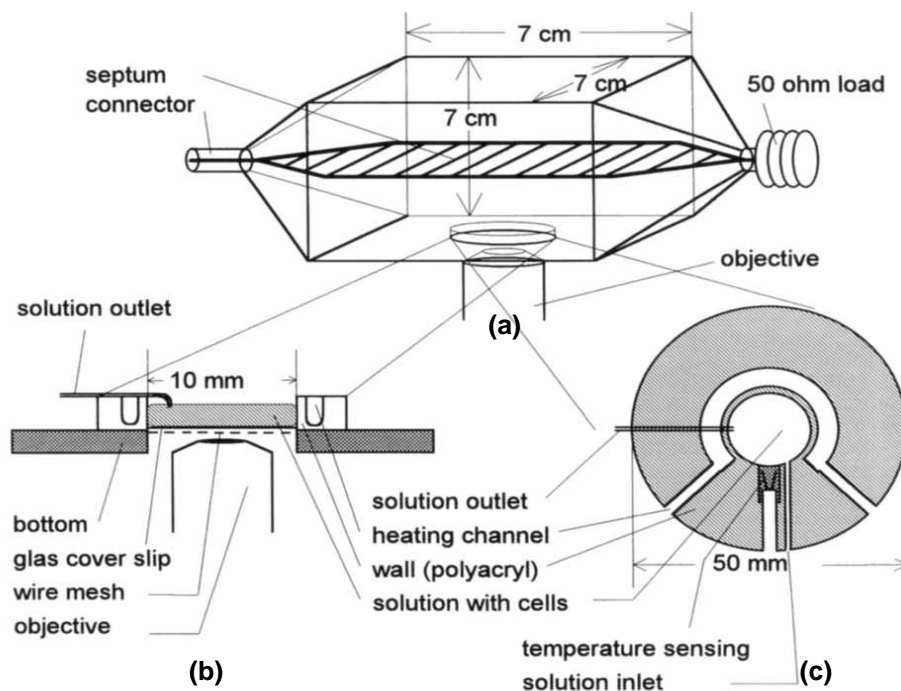 7 cm
septum
connector
7 cm
7 cm
50 ohm load
objective
(a)
solution outlet
10 mm
bottom
glas cover slip
wire mesh
objective
(b)
solution outlet
heating channel
wall (polyacryl)
solution with cells
50 mm
temperature sensing
solution inlet
(c)